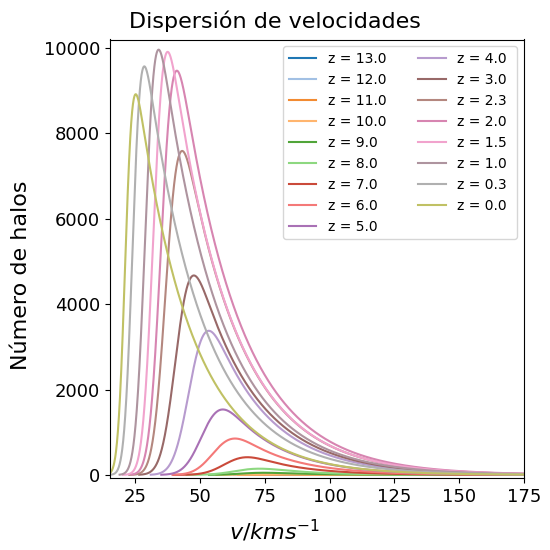 Dispersión de velocidades
Número de halos
10000
8000
6000
4000
2000
0
z = 13.0
z = 12.0
z = 11.0
z = 10.0
z = 9.0
z = 8.0
z = 7.0
z = 6.0
z = 5.0
z = 4.0
z = 3.0
z = 2.3
z = 2.0
z = 1.5
z = 1.0
z = 0.3
z = 0.0
25 50 75 100 125 150 175
v/kms⁻¹